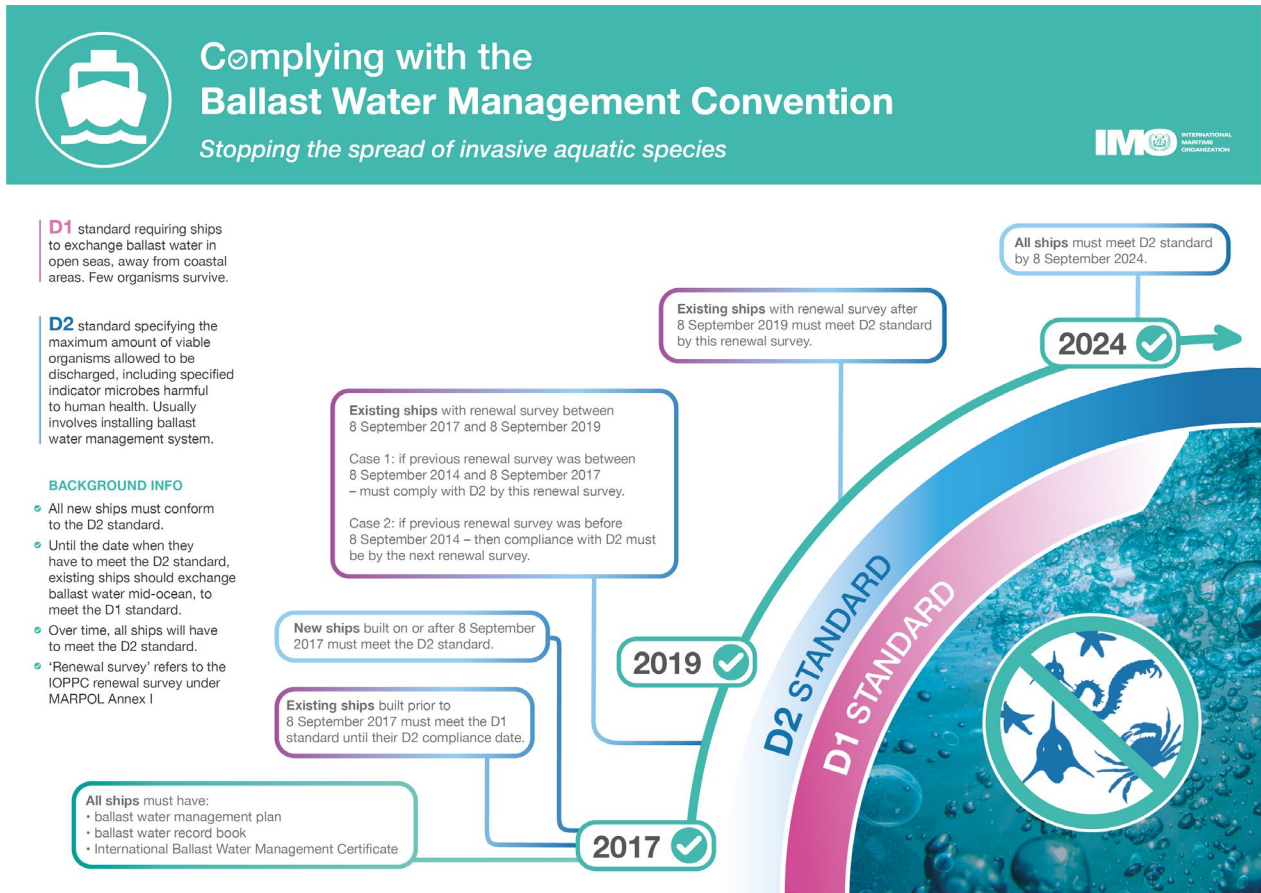 Complying with the
Ballast Water Management Convention
Stopping the spread of invasive aquatic species
IMO
INTERNATIONAL
MARITIME
ORGANIZATION
D1 standard requiring ships
to exchange ballast water in
open seas, away from coastal
areas. Few organisms survive.
D2 standard specifying the
maximum amount of viable
organisms allowed to be
discharged, including specified
indicator microbes harmful
to human health. Usually
involves installing ballast
water management system.
BACKGROUND INFO
All new ships must conform
to the D2 standard.
Until the date when they
have to meet the D2 standard,
existing ships should exchange
ballast water mid-ocean, to
meet the D1 standard.
Over time, all ships will have
to meet the D2 standard.
‘Renewal survey’ refers to the
IOPPC renewal survey under
MARPOL Annex I
All ships must meet D2 standard
by 8 September 2024.
2024
Existing ships with renewal survey after
8 September 2019 must meet D2 standard
by this renewal survey.
Existing ships with renewal survey between
8 September 2017 and 8 September 2019
Case 1: if previous renewal survey was between
8 September 2014 and 8 September 2017
– must comply with D2 by this renewal survey.
Case 2: if previous renewal survey was before
8 September 2014 – then compliance with D2 must
be by the next renewal survey.
2019
New ships built on or after 8 September
2017 must meet the D2 standard.
Existing ships built prior to
8 September 2017 must meet the D1
standard until their D2 compliance date.
All ships must have:
• ballast water management plan
• ballast water record book
• International Ballast Water Management Certificate
2017
D2 STANDARD
D1 STANDARD